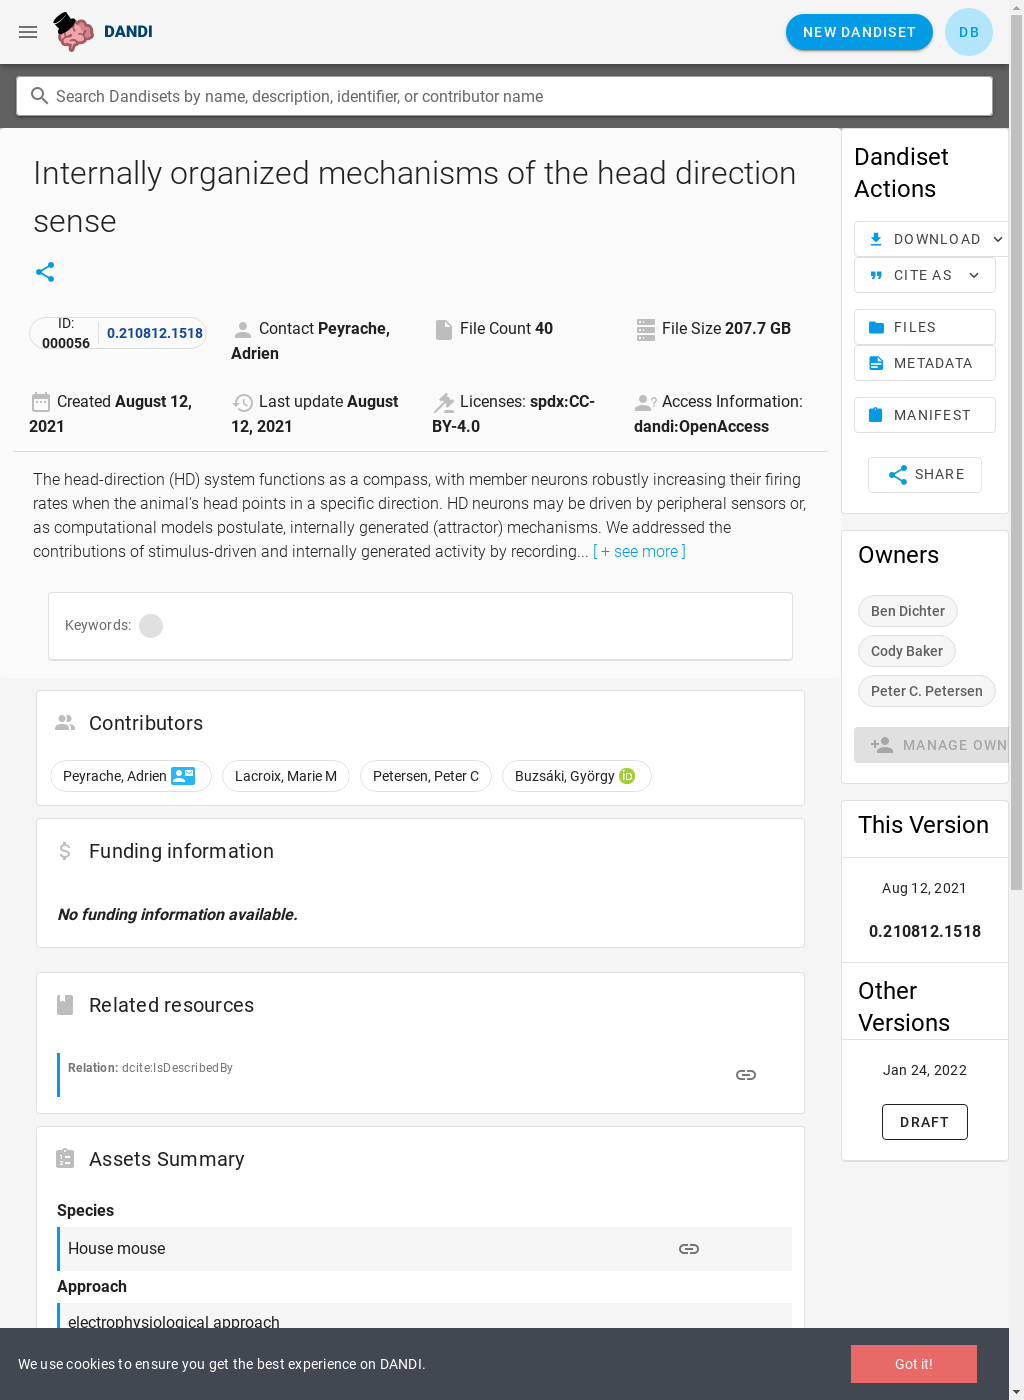 DANDI
NEW DANDISET
DB
Search Dandisets by name, description, identifier, or contributor name
Internally organized mechanisms of the head direction
sense
ID:
000056
0.210812.1518
Contact Peyrache,
Adrien
File Count 40
File Size 207.7 GB
Created August 12,
2021
Last update August
12, 2021
Licenses: spdx:CC-
BY-4.0
Access Information:
dandi:OpenAccess
The head-direction (HD) system functions as a compass, with member neurons robustly increasing their firing
rates when the animal's head points in a specific direction. HD neurons may be driven by peripheral sensors or,
as computational models postulate, internally generated (attractor) mechanisms. We addressed the
contributions of stimulus-driven and internally generated activity by recording... [ + see more ]
Keywords:
Contributors
Peyrache, Adrien
Lacroix, Marie M
Petersen, Peter C
Buzsáki, György iD
Funding information
No funding information available.
Related resources
Relation: dcite:IsDescribedBy
Assets Summary
Species
House mouse
Approach
electrophysiological approach
Dandiset
Actions
DOWNLOAD
CITE AS
FILES
METADATA
MANIFEST
SHARE
Owners
Ben Dichter
Cody Baker
Peter C. Petersen
MANAGE OWN
This Version
Aug 12, 2021
0.210812.1518
Other
Versions
Jan 24, 2022
DRAFT
We use cookies to ensure you get the best experience on DANDI.
Got it!